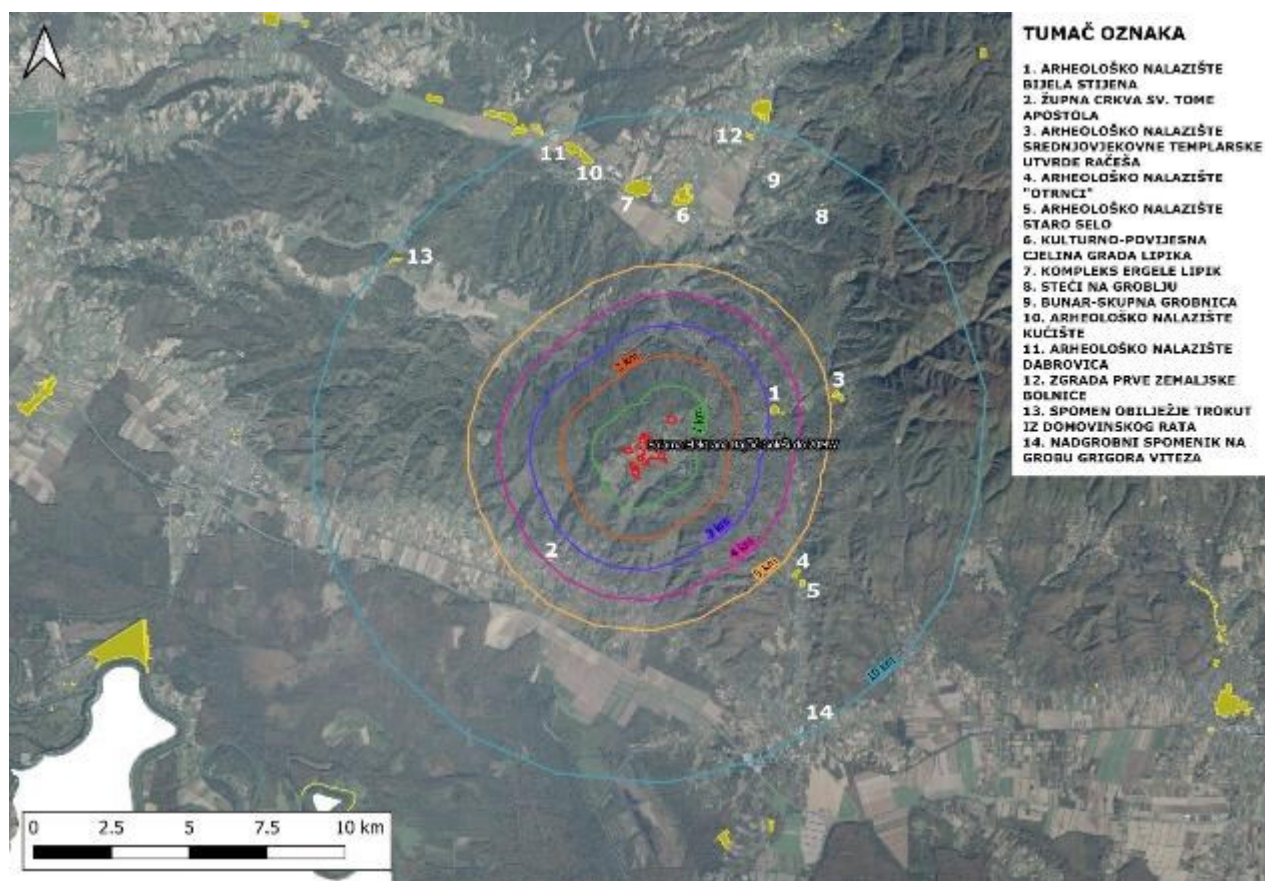 TUMAČ OZNAKA
1. ARHEOLOŠKO NALAZIŠTE
BIJELA STIJENA
2. ŽUPNA CRKVA SV. TOME
APOSTOLA
3. ARHEOLOŠKO NALAZIŠTE
SREDNJOVJEKOVNE TEMPLARSKE
UTVRDE RAČEŠA
4. ARHEOLOŠKO NALAZIŠTE
"OTRNCI"
5. ARHEOLOŠKO NALAZIŠTE
STARO SELO
6. KULTURNO-POVIJESNA
CJELINA GRADA LIPIKA
7. KOMPLEKS ERGELE LIPIK
8. STEĆI NA GROBLJU
9. BUNAR-SKUPNA GROBNICA
10. ARHEOLOŠKO NALAZIŠTE
KUĆIŠTE
11. ARHEOLOŠKO NALAZIŠTE
DABROVICA
12. ZGRADA PRVE ZEMALJSKE
BOLNICE
13. SPOMEN OBILJEŽJE TROKUT
IZ DOMOVINSKOG RATA
14. NADGROBNI SPOMENIK NA
GROBU GRIGORA VITEZA
12
11
10
9
7
6
8
13
2 km
3
1
1 km
3 km
2
4 km
5 km
4
5
10 km
14
0 2.5 5 7.5 10 km